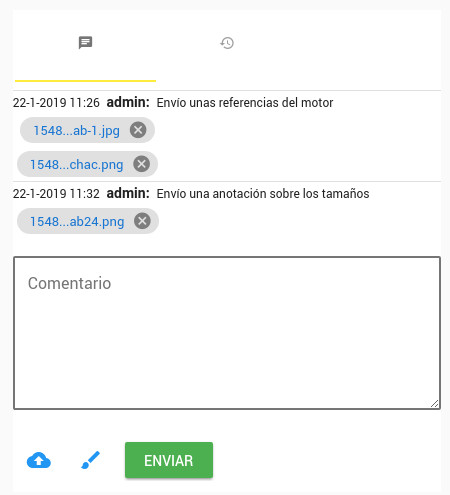 22-1-2019 11:26 admin: Envío unas referencias del motor
1548...ab-1.jpg
1548...chac.png
22-1-2019 11:32 admin: Envío una anotación sobre los tamaños
1548...ab24.png
Comentario
ENVIAR